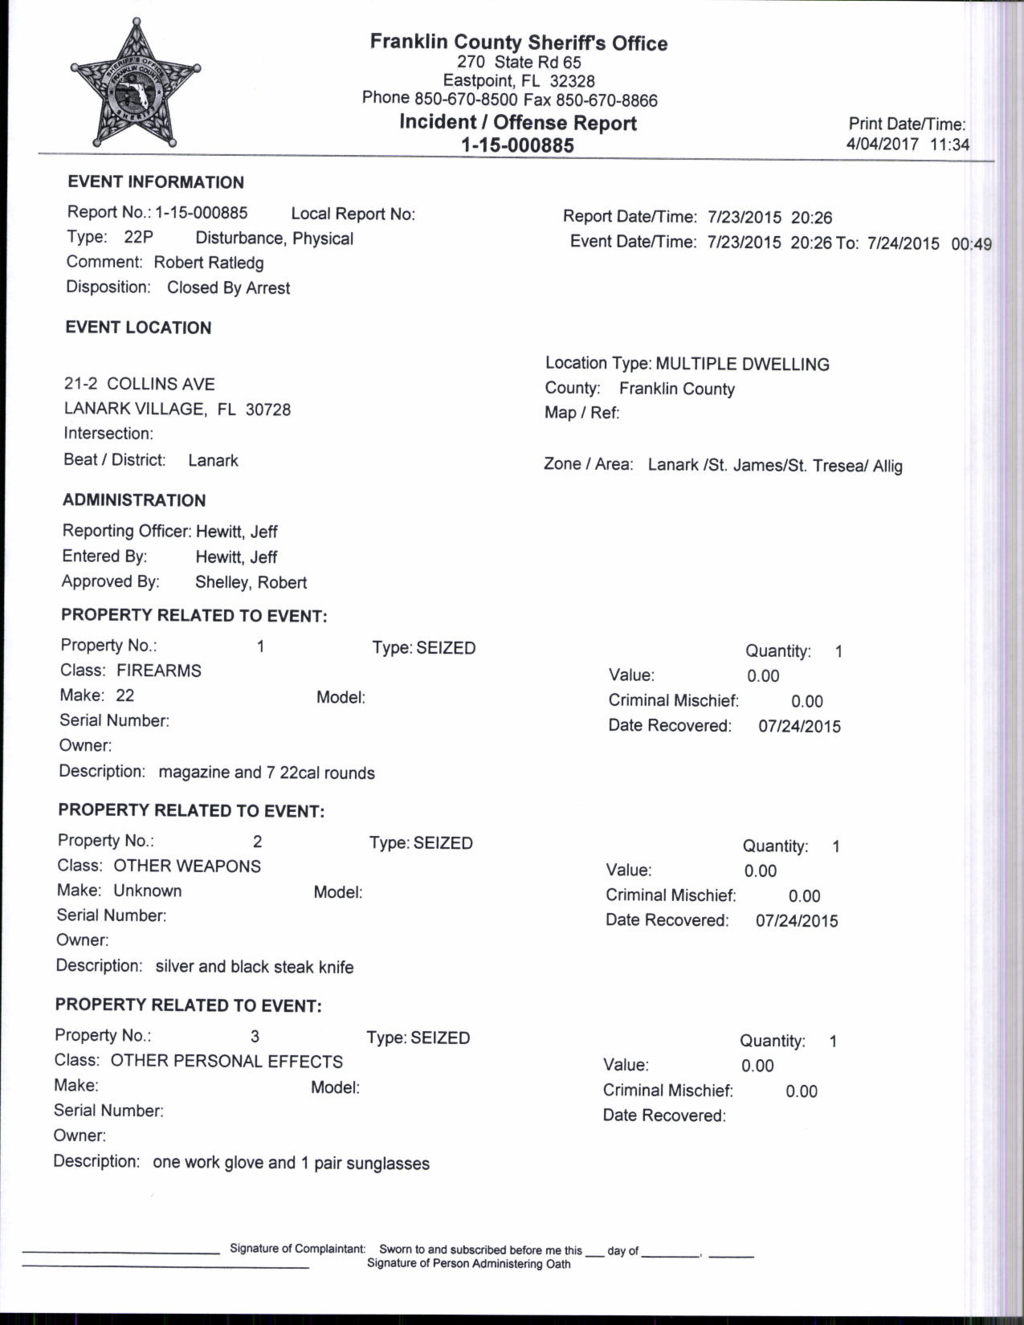 Franklin County Sheriff's Office
270 State Rd 65
Eastpoint, FL 32328
Phone 850-670-8500 Fax 850-670-8866
Incident / Offense Report
1-15-000885
Print Date/Time:
4/04/2017 11:34
SHERIFF'S OFFICE
FRANKLIN COUNTY
SHERIFF
EVENT INFORMATION
Report No.: 1-15-000885 Local Report No: Report Date/Time: 7/23/2015 20:26
Type: 22P Disturbance, Physical Event Date/Time: 7/23/2015 20:26 To: 7/24/2015 00:49
Comment: Robert Ratledg
Disposition: Closed By Arrest
EVENT LOCATION
Location Type: MULTIPLE DWELLING
21-2 COLLINS AVE County: Franklin County
LANARK VILLAGE, FL 30728 Map / Ref:
Intersection:
Beat / District: Lanark Zone / Area: Lanark /St. James/St. Tresea/ Allig
ADMINISTRATION
Reporting Officer: Hewitt, Jeff
Entered By: Hewitt, Jeff
Approved By: Shelley, Robert
PROPERTY RELATED TO EVENT:
Property No.: 1 Type: SEIZED Quantity: 1
Class: FIREARMS Value: 0.00
Make: 22 Model: Criminal Mischief: 0.00
Serial Number: Date Recovered: 07/24/2015
Owner:
Description: magazine and 7 22cal rounds
PROPERTY RELATED TO EVENT:
Property No.: 2 Type: SEIZED Quantity: 1
Class: OTHER WEAPONS Value: 0.00
Make: Unknown Model: Criminal Mischief: 0.00
Serial Number: Date Recovered: 07/24/2015
Owner:
Description: silver and black steak knife
PROPERTY RELATED TO EVENT:
Property No.: 3 Type: SEIZED Quantity: 1
Class: OTHER PERSONAL EFFECTS Value: 0.00
Make: Model: Criminal Mischief: 0.00
Serial Number: Date Recovered:
Owner:
Description: one work glove and 1 pair sunglasses
Signature of Complaintant: Sworn to and subscribed before me this ___ day of ________, ______
Signature of Person Administering Oath